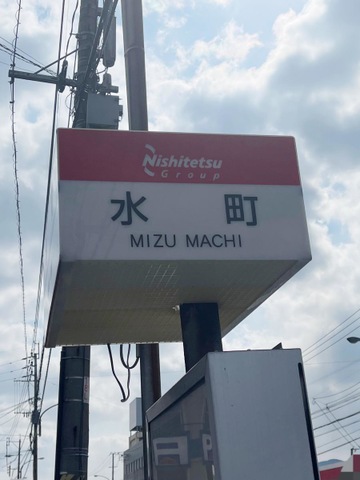 Nishitetsu
Group
水町
MIZU MACHI